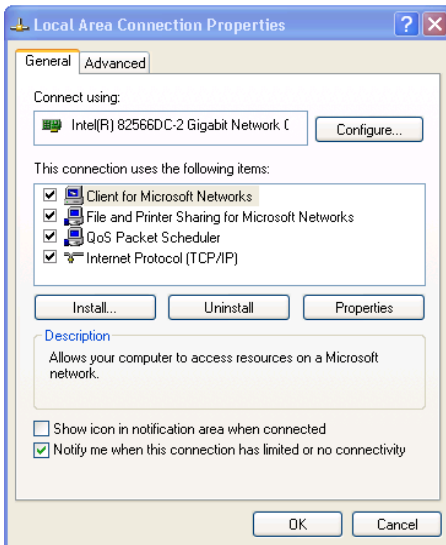 Local Area Connection Properties
General Advanced
Connect using:
Intel(R) 82566DC-2 Gigabit Network C
Configure...
This connection uses the following items:
Client for Microsoft Networks
File and Printer Sharing for Microsoft Networks
QoS Packet Scheduler
Internet Protocol (TCP/IP)
Install... Uninstall Properties
Description
Allows your computer to access resources on a Microsoft
network.
Show icon in notification area when connected
Notify me when this connection has limited or no connectivity
OK Cancel